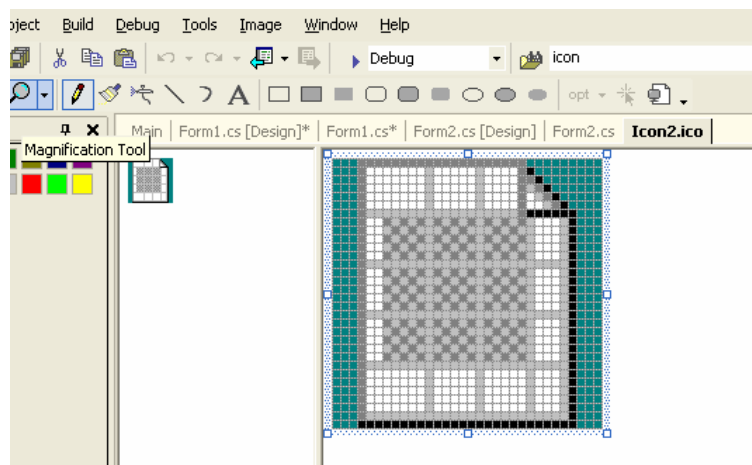 oject Build Debug Tools Image Window Help
Debug icon
A opt
Main Form1.cs [Design]* Form1.cs* Form2.cs [Design] Form2.cs Icon2.ico
Magnification Tool